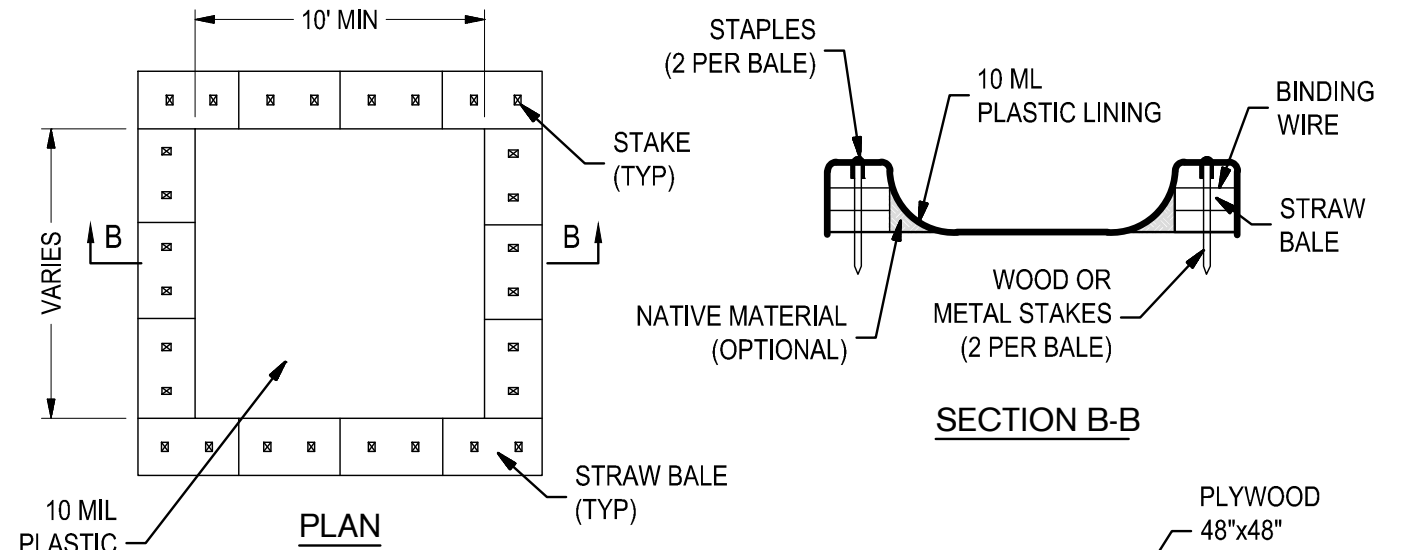 10' MIN
STAKE
(TYP)
VARIES
B
B
10 MIL
PLASTIC
STRAW BALE
(TYP)
PLAN
STAPLES
(2 PER BALE)
10 ML
PLASTIC LINING
BINDING
WIRE
STRAW
BALE
WOOD OR
METAL STAKES
(2 PER BALE)
NATIVE MATERIAL
(OPTIONAL)
SECTION B-B
PLYWOOD
48"x48"